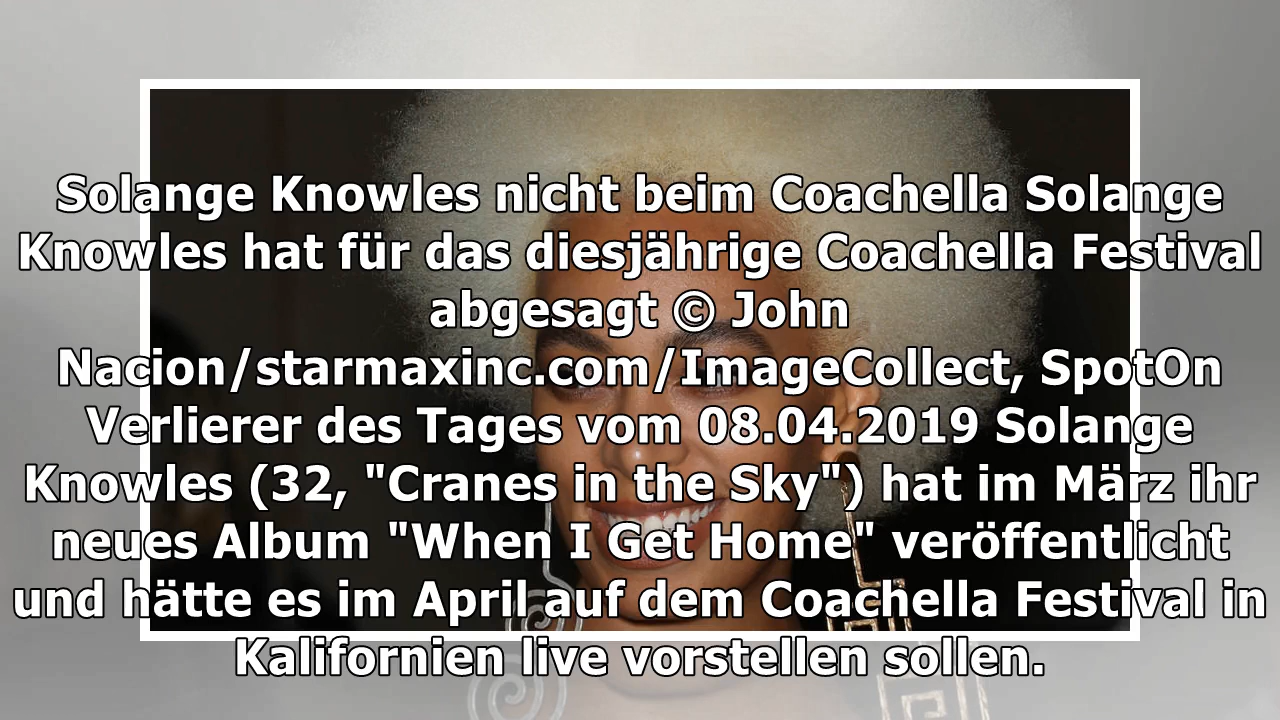 Solange Knowles nicht beim Coachella Solange
Knowles hat für das diesjährige Coachella Festival
abgesagt © John
Nacion/starmaxinc.com/ImageCollect, SpotOn
Verlierer des Tages vom 08.04.2019 Solange
Knowles (32, "Cranes in the Sky") hat im März ihr
neues Album "When I Get Home" veröffentlicht
und hätte es im April auf dem Coachella Festival in
Kalifornien live vorstellen sollen.